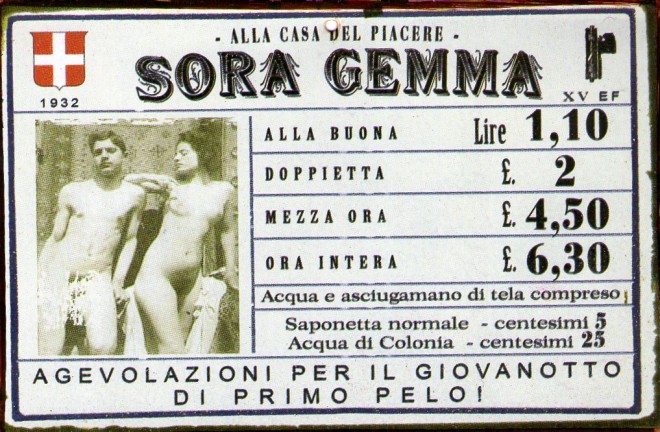 - ALLA CASA DEL PIACERE -
SORA GEMMA
1932
XV EF
ALLA BUONA Lire 1,10
DOPPIETTA £. 2
MEZZA ORA £. 4,50
ORA INTERA £. 6,30
Acqua e asciugamano di tela compreso
Saponetta normale - centesimi 5
Acqua di Colonia - centesimi 25
AGEVOLAZIONI PER IL GIOVANOTTO
DI PRIMO PELO!